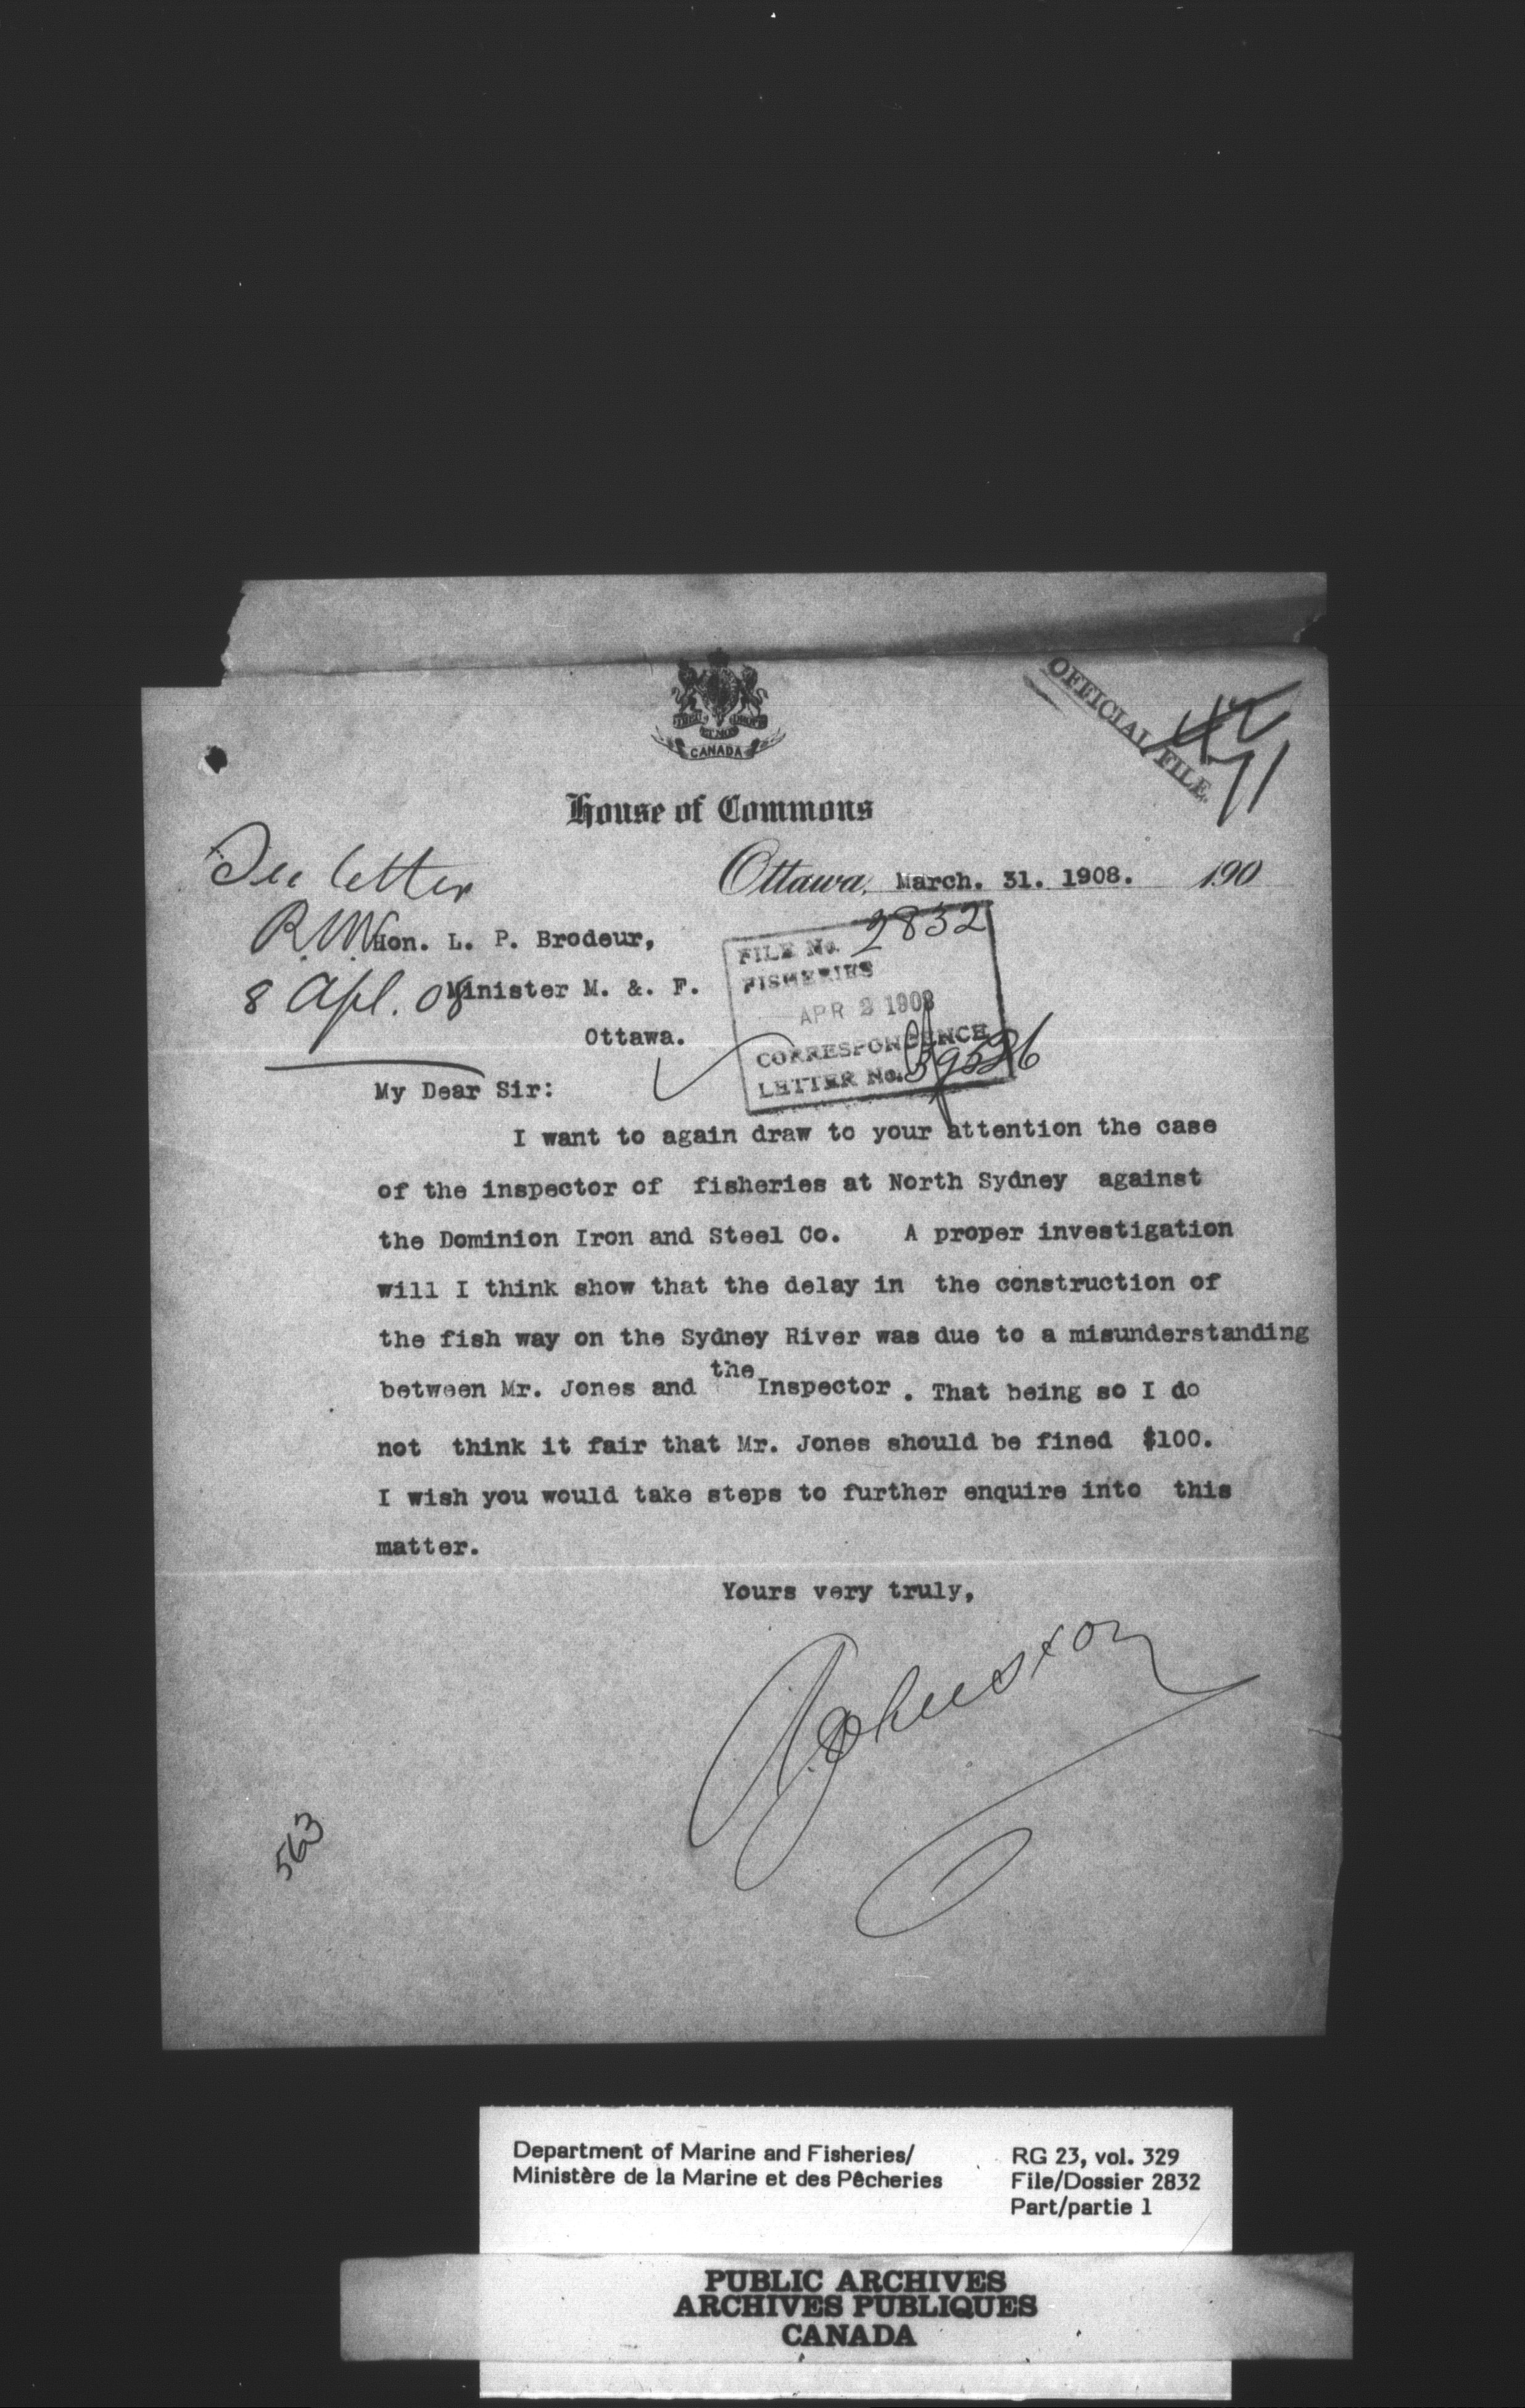 CANADA
OFFICIAL FILE
71
House of Commons
Ottawa, March. 31. 1908. 190
See letter
R.W.
8 Apl. 08
Hon. L. P. Brodeur,
Minister M. &. F.
Ottawa.
FILE No. 2832
FISHERIES
APR 2 1908
CORRESPONDENCE
LETTER No.
My Dear Sir:
I want to again draw to your attention the case
of the inspector of fisheries at North Sydney against
the Dominion Iron and Steel Co. A proper investigation
will I think show that the delay in the construction of
the fish way on the Sydney River was due to a misunderstanding
between Mr. Jones and the Inspector. That being so I do
not think it fair that Mr. Jones should be fined $100.
I wish you would take steps to further enquire into this
matter.
Yours very truly,
Johnston
563
Department of Marine and Fisheries/
Ministère de la Marine et des Pêcheries
RG 23, vol. 329
File/Dossier 2832
Part/partie 1
PUBLIC ARCHIVES
ARCHIVES PUBLIQUES
CANADA